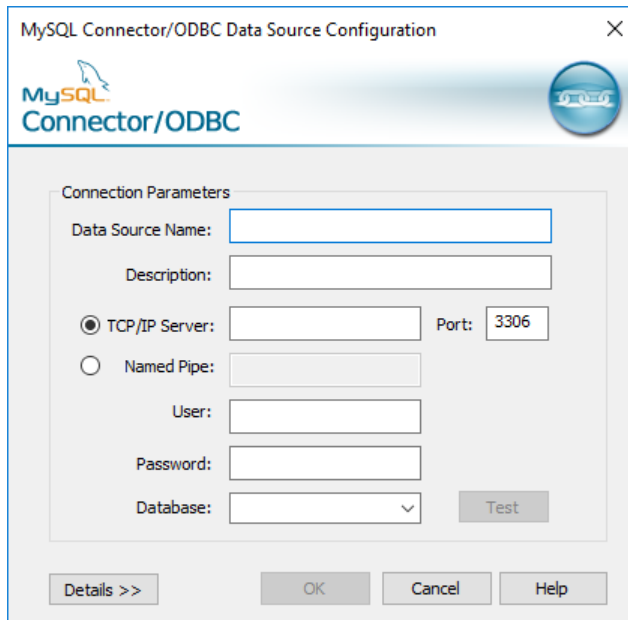 MySQL Connector/ODBC Data Source Configuration
MySQL
Connector/ODBC
Connection Parameters
Data Source Name:
Description:
TCP/IP Server: Port: 3306
Named Pipe:
User:
Password:
Database: Test
Details >> OK Cancel Help